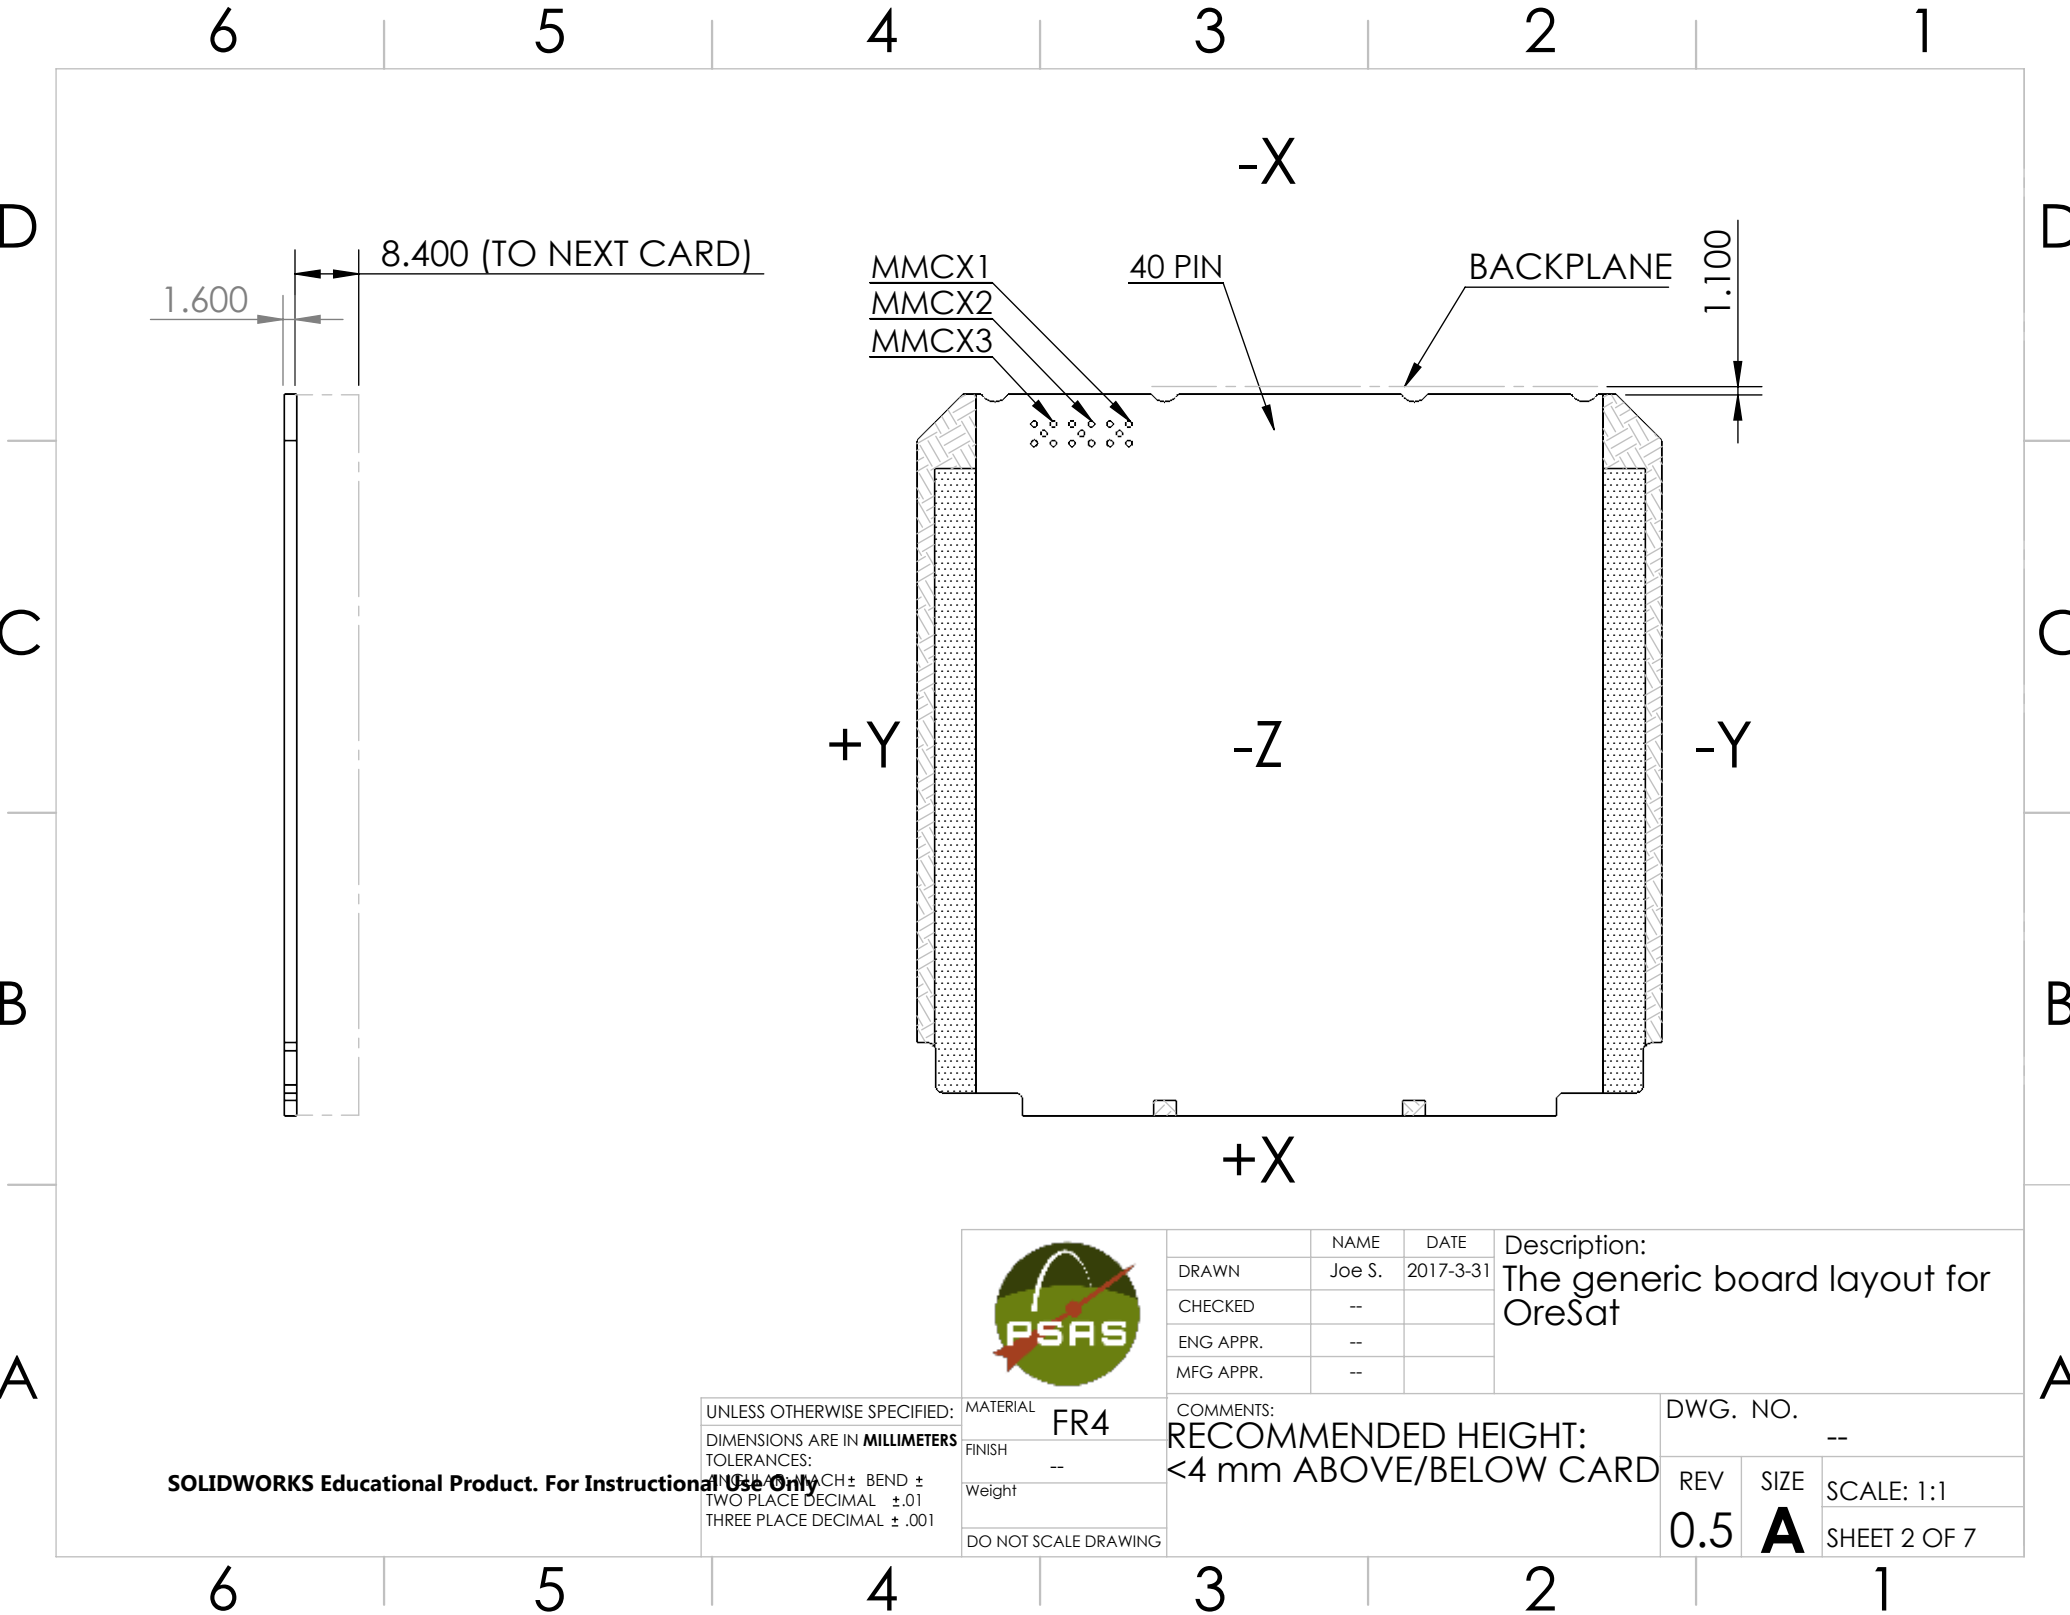 6 5 4 3 2 1
-X
D D
8.400 (TO NEXT CARD)
1.600
MMCX1
MMCX2
MMCX3
40 PIN
BACKPLANE
1.100
C C
+Y -Z -Y
B B
+X
A A
PSAS
NAME DATE
DRAWN Joe S. 2017-3-31
CHECKED --
ENG APPR. --
MFG APPR. --
Description:
The generic board layout for
OreSat
UNLESS OTHERWISE SPECIFIED:
DIMENSIONS ARE IN MILLIMETERS
TOLERANCES:
ANGULAR: MACH± BEND ±
TWO PLACE DECIMAL ±.01
THREE PLACE DECIMAL ± .001
SOLIDWORKS Educational Product. For Instructional Use Only
MATERIAL FR4
FINISH
--
Weight
DO NOT SCALE DRAWING
COMMENTS:
RECOMMENDED HEIGHT:
<4 mm ABOVE/BELOW CARD
DWG. NO.
--
REV
0.5
SIZE
A
SCALE: 1:1
SHEET 2 OF 7
6 5 4 3 2 1